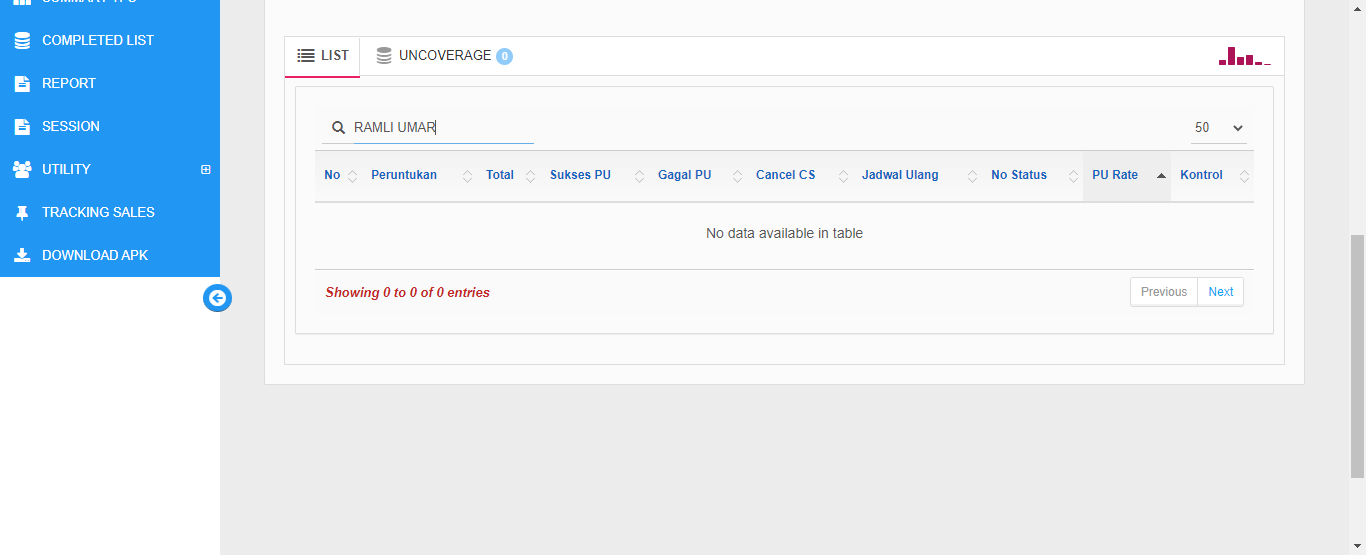 COMPLETED LIST
REPORT
SESSION
UTILITY
TRACKING SALES
DOWNLOAD APK
LIST
UNCOVERAGE 0
RAMLI UMAR
50
No Peruntukan Total Sukses PU Gagal PU Cancel CS Jadwal Ulang No Status PU Rate Kontrol
No data available in table
Showing 0 to 0 of 0 entries
Previous Next